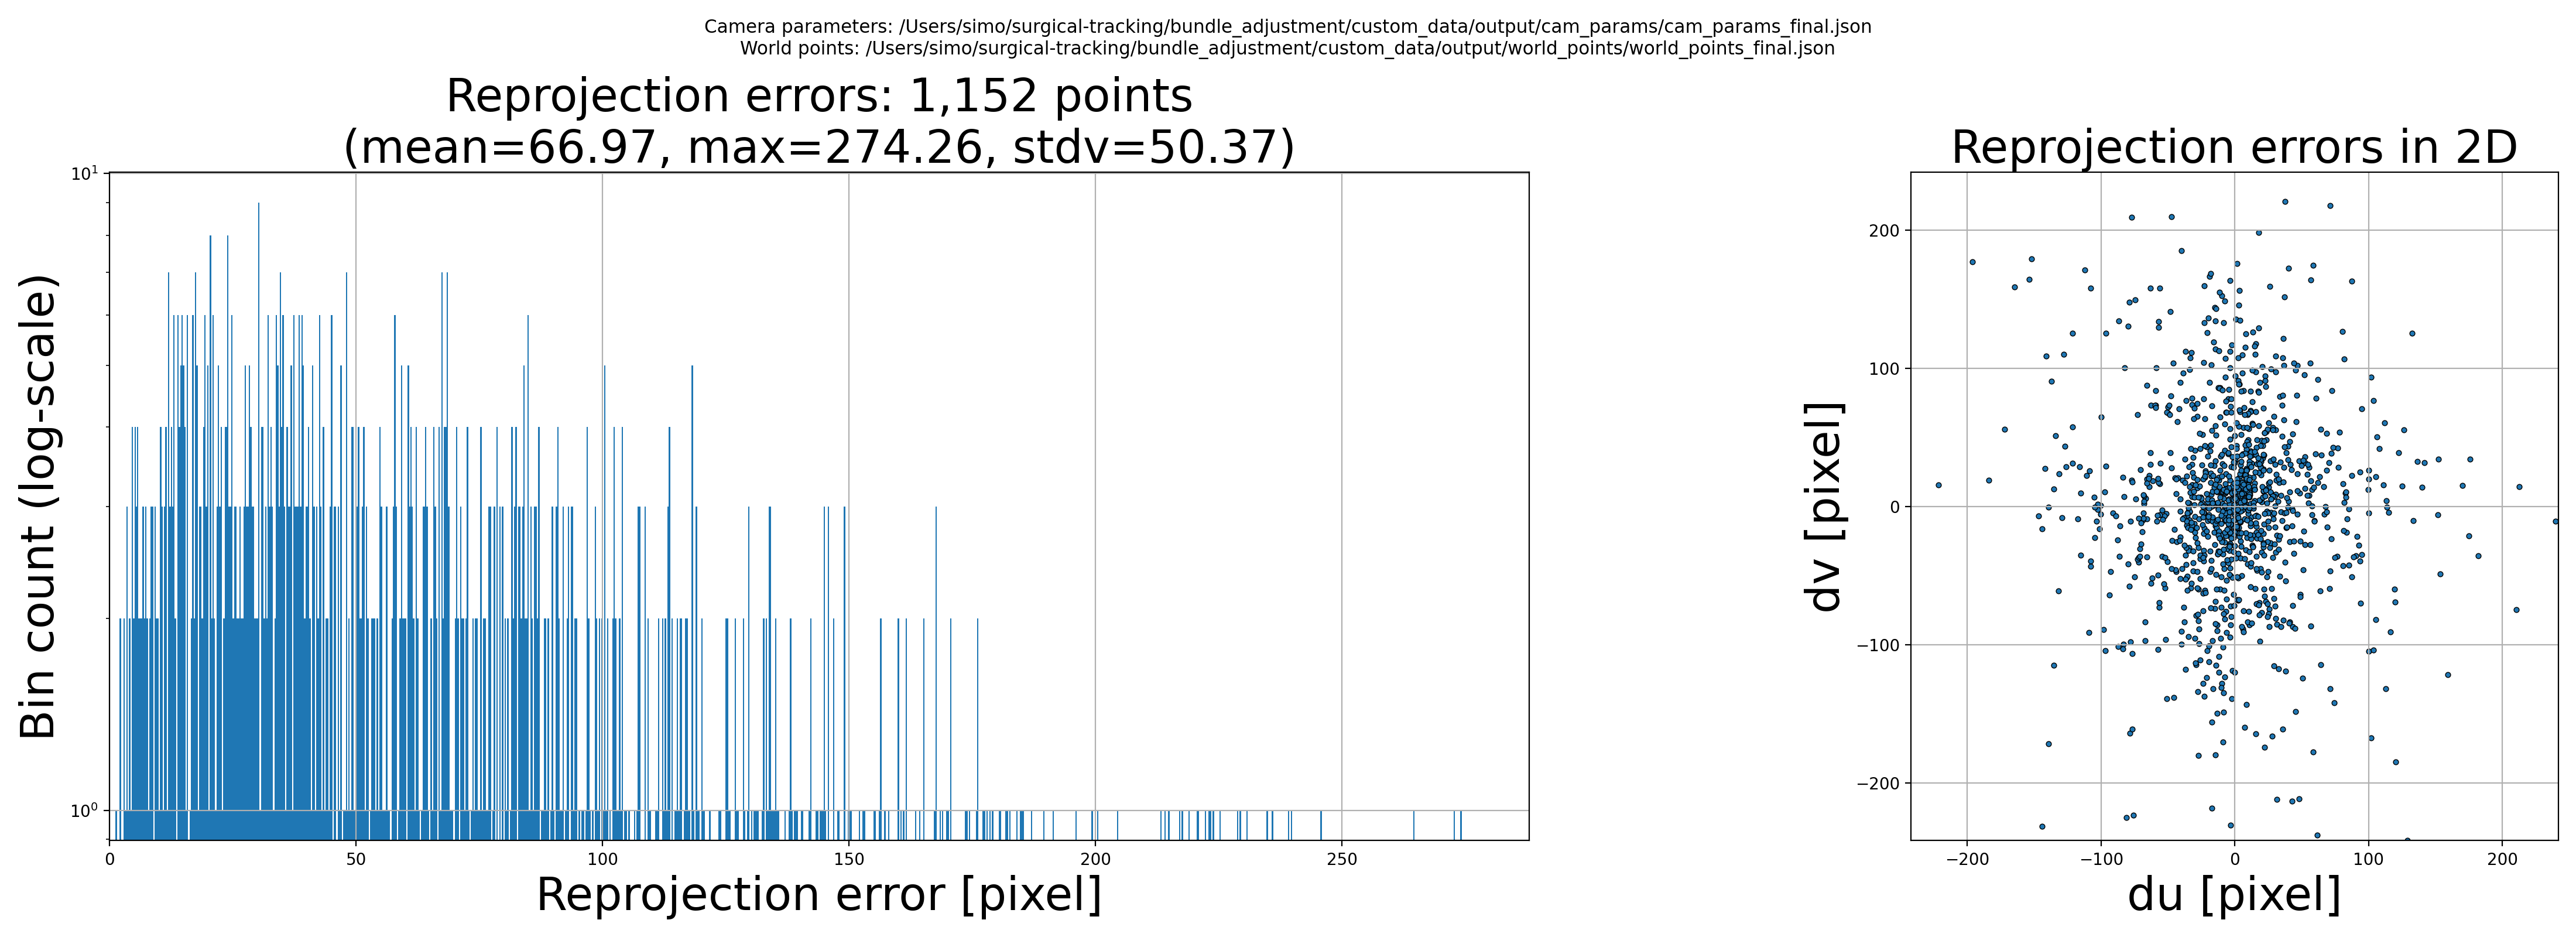 Camera parameters: /Users/simo/surgical-tracking/bundle_adjustment/custom_data/output/cam_params/cam_params_final.json
World points: /Users/simo/surgical-tracking/bundle_adjustment/custom_data/output/world_points/world_points_final.json
Reprojection errors: 1,152 points
(mean=66.97, max=274.26, stdv=50.37)
10¹
10⁰
Bin count (log-scale)
0 50 100 150 200 250
Reprojection error [pixel]
Reprojection errors in 2D
200
100
0
−100
−200
dv [pixel]
−200 −100 0 100 200
du [pixel]